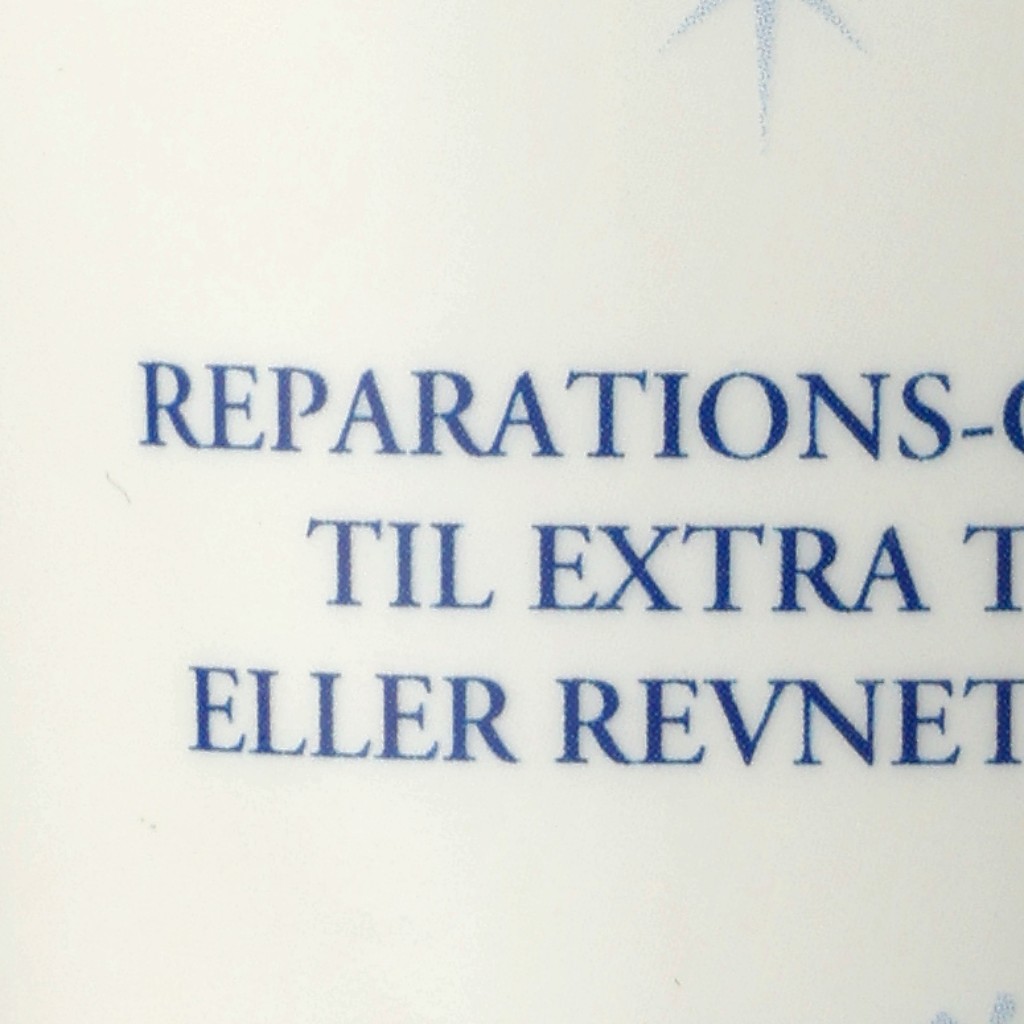 REPARATIONS-
TIL EXTRA T
ELLER REVNET